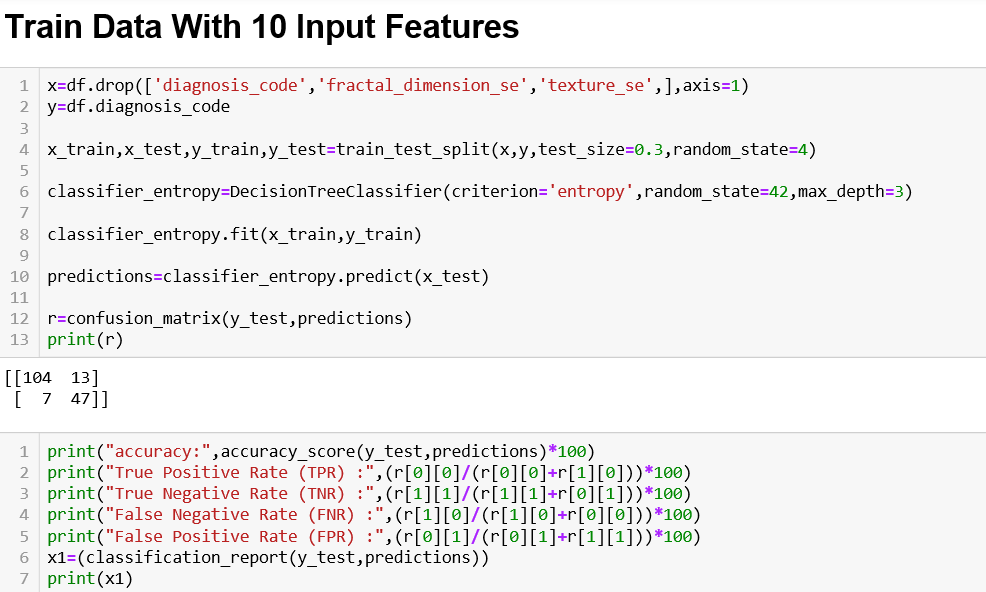 Train Data With 10 Input Features
1 x=df.drop(['diagnosis_code','fractal_dimension_se','texture_se',],axis=1)
2 y=df.diagnosis_code
3
4 x_train,x_test,y_train,y_test=train_test_split(x,y,test_size=0.3,random_state=4)
5
6 classifier_entropy=DecisionTreeClassifier(criterion='entropy',random_state=42,max_depth=3)
7
8 classifier_entropy.fit(x_train,y_train)
9
10 predictions=classifier_entropy.predict(x_test)
11
12 r=confusion_matrix(y_test,predictions)
13 print(r)
[[104  13]
 [  7  47]]
1 print("accuracy:",accuracy_score(y_test,predictions)*100)
2 print("True Positive Rate (TPR) :",(r[0][0]/(r[0][0]+r[1][0]))*100)
3 print("True Negative Rate (TNR) :",(r[1][1]/(r[1][1]+r[0][1]))*100)
4 print("False Negative Rate (FNR) :",(r[1][0]/(r[1][0]+r[0][0]))*100)
5 print("False Positive Rate (FPR) :",(r[0][1]/(r[0][1]+r[1][1]))*100)
6 x1=(classification_report(y_test,predictions))
7 print(x1)